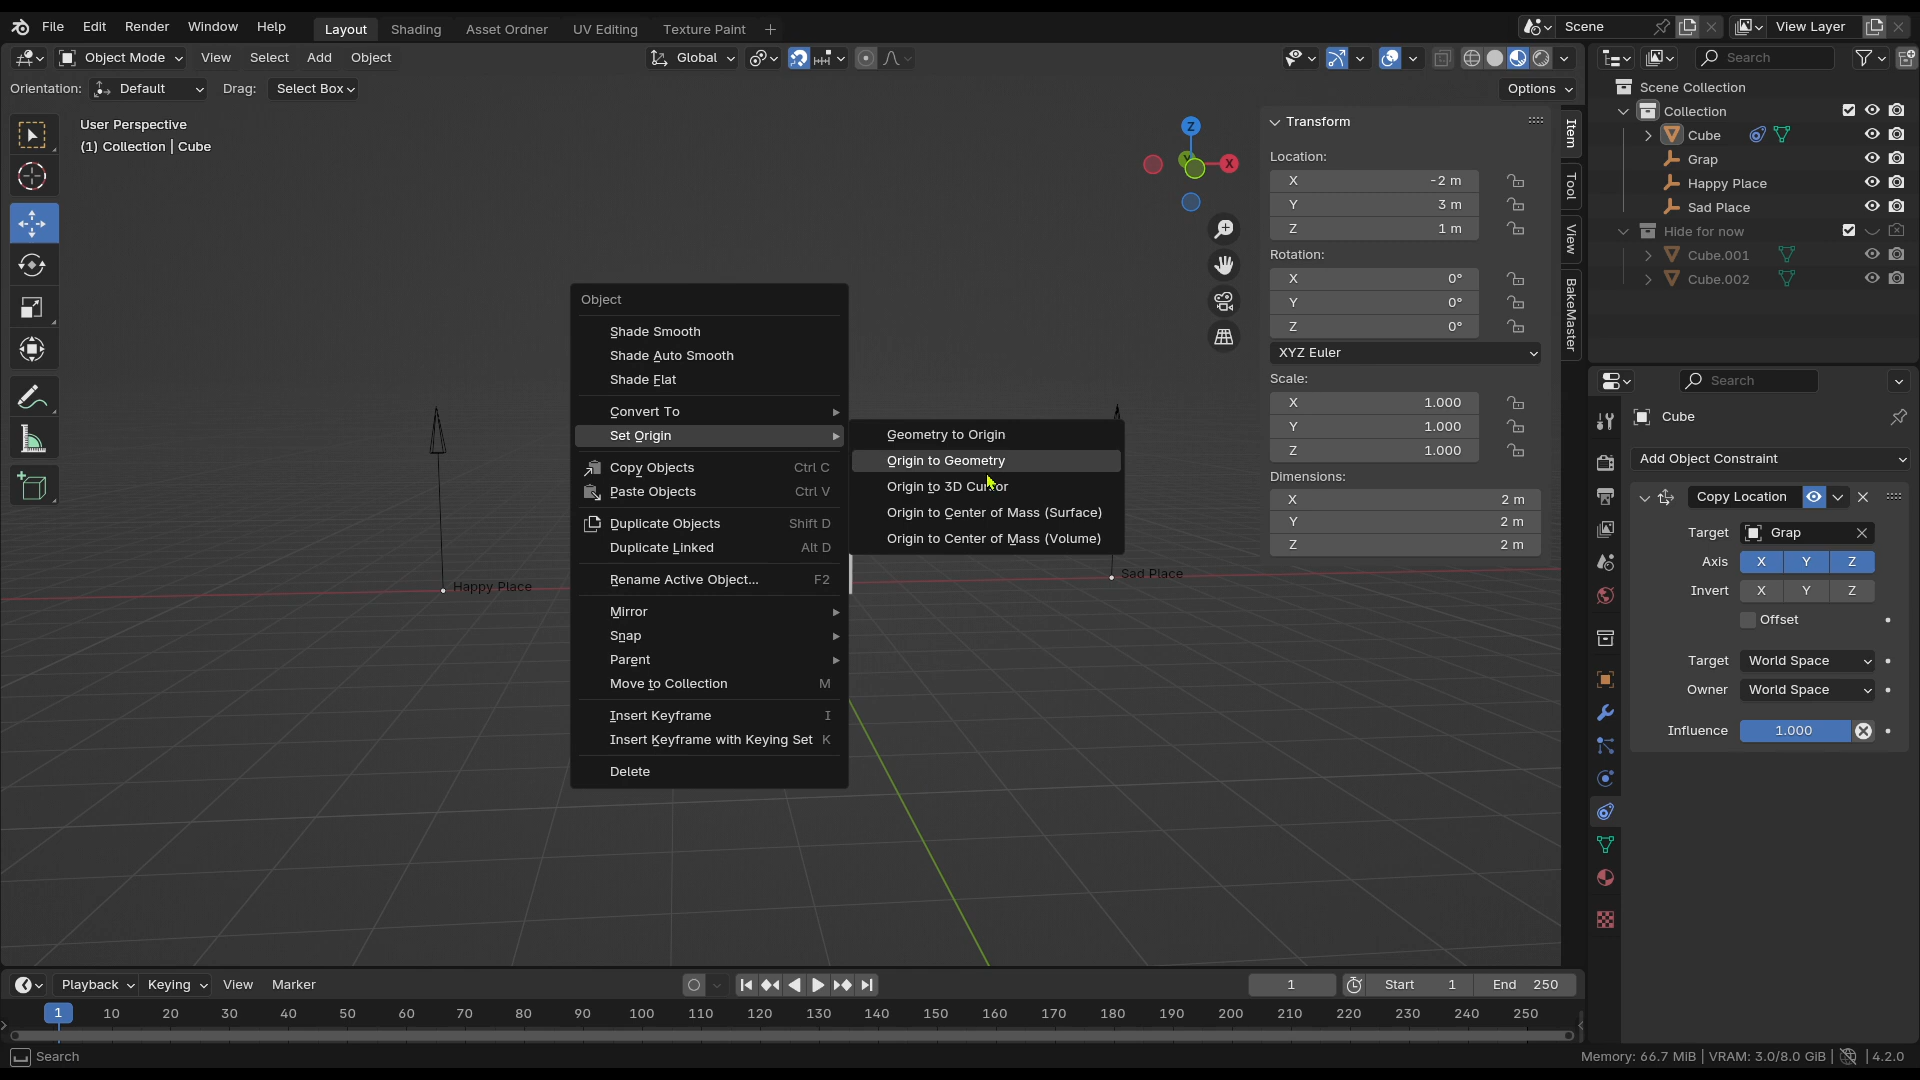 File Edit Render Window Help Layout Shading Asset Ordner UV Editing Texture Paint + Scene View Layer
Object Mode View Select Add Object Global Search
Orientation: Default Drag: Select Box Options
User Perspective
(1) Collection | Cube
Z
Y
X
Transform
Location:
X -2 m
Y 3 m
Z 1 m
Rotation:
X 0°
Y 0°
Z 0°
XYZ Euler
Scale:
X 1.000
Y 1.000
Z 1.000
Dimensions:
X 2 m
Y 2 m
Z 2 m
Item
Tool
View
BakeMaster
Scene Collection
Collection
Cube
Grap
Happy Place
Sad Place
Hide for now
Cube.001
Cube.002
Object
Shade Smooth
Shade Auto Smooth
Shade Flat
Convert To
Set Origin
Copy Objects Ctrl C
Paste Objects Ctrl V
Duplicate Objects Shift D
Duplicate Linked Alt D
Rename Active Object... F2
Mirror
Snap
Parent
Move to Collection M
Insert Keyframe I
Insert Keyframe with Keying Set K
Delete
Geometry to Origin
Origin to Geometry
Origin to 3D Cursor
Origin to Center of Mass (Surface)
Origin to Center of Mass (Volume)
Happy Place
Sad Place
Search
Cube
Add Object Constraint
Copy Location
Target Grap
Axis X Y Z
Invert X Y Z
Offset
Target World Space
Owner World Space
Influence 1.000
Playback Keying View Marker 1 Start 1 End 250
1 10 20 30 40 50 60 70 80 90 100 110 120 130 140 150 160 170 180 190 200 210 220 230 240 250
Search Memory: 66.7 MiB | VRAM: 3.0/8.0 GiB | 4.2.0